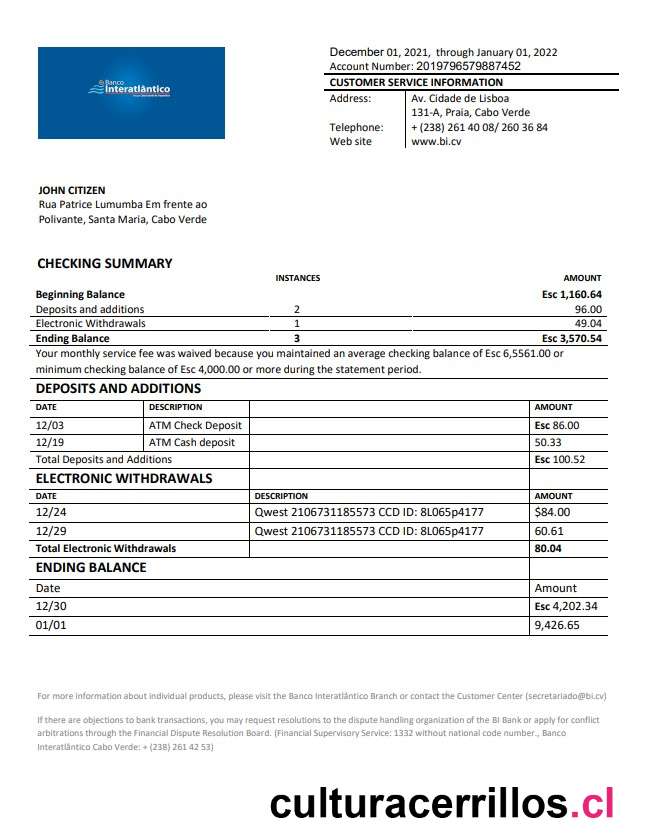 Banco
Interatlântico
December 01, 2021, through January 01, 2022
Account Number: 2019796579887452
CUSTOMER SERVICE INFORMATION
Address: Av. Cidade de Lisboa
131-A, Praia, Cabo Verde
Telephone: + (238) 261 40 08/ 260 36 84
Web site www.bi.cv
JOHN CITIZEN
Rua Patrice Lumumba Em frente ao
Polivante, Santa Maria, Cabo Verde
CHECKING SUMMARY
INSTANCES AMOUNT
Beginning Balance Esc 1,160.64
Deposits and additions 2 96.00
Electronic Withdrawals 1 49.04
Ending Balance 3 Esc 3,570.54
Your monthly service fee was waived because you maintained an average checking balance of Esc 6,5561.00 or
minimum checking balance of Esc 4,000.00 or more during the statement period.
DEPOSITS AND ADDITIONS
DATE DESCRIPTION AMOUNT
12/03 ATM Check Deposit Esc 86.00
12/19 ATM Cash deposit 50.33
Total Deposits and Additions Esc 100.52
ELECTRONIC WITHDRAWALS
DATE DESCRIPTION AMOUNT
12/24 Qwest 2106731185573 CCD ID: 8L065p4177 $84.00
12/29 Qwest 2106731185573 CCD ID: 8L065p4177 60.61
Total Electronic Withdrawals 80.04
ENDING BALANCE
Date Amount
12/30 Esc 4,202.34
01/01 9,426.65
For more information about individual products, please visit the Banco Interatlântico Branch or contact the Customer Center (secretariado@bi.cv)
If there are objections to bank transactions, you may request resolutions to the dispute handling organization of the BI Bank or apply for conflict
arbitrations through the Financial Dispute Resolution Board. (Financial Supervisory Service: 1332 without national code number., Banco
Interatlântico Cabo Verde: + (238) 261 42 53)
culturacerrillos.cl